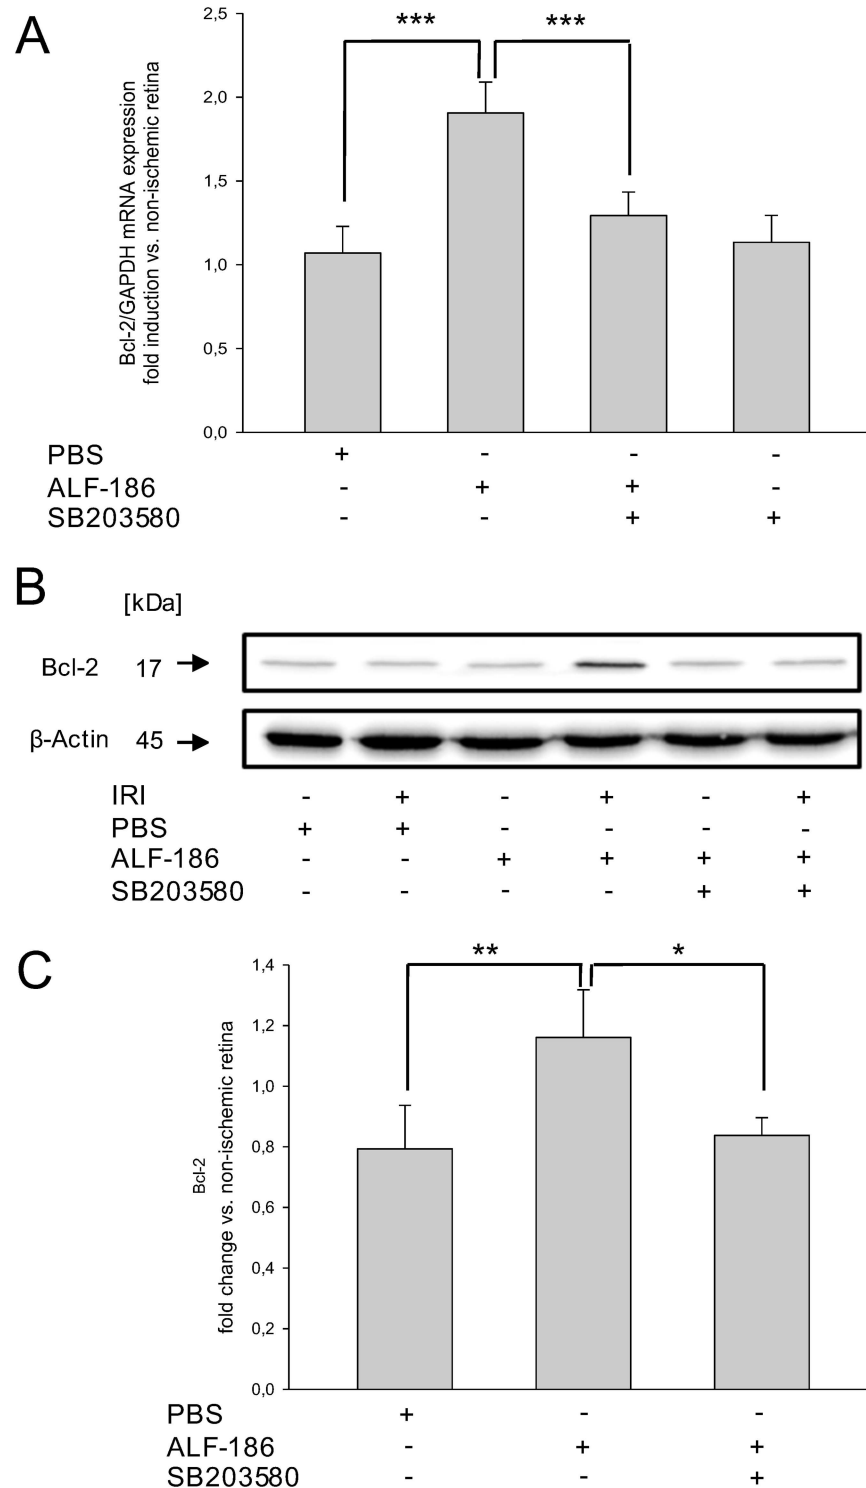 A
2,5
2,0
1,5
1,0
0,5
0,0
Bcl-2/GAPDH mRNA expression
fold induction vs. non-ischemic retina
*** ***
PBS + - - -
ALF-186 - + + -
SB203580 - - + +
B
[kDa]
Bcl-2 17
β-Actin 45
IRI - + - + - +
PBS + + - - - -
ALF-186 - - + + + +
SB203580 - - - - + +
C
1,4
1,2
1,0
0,8
0,6
0,4
0,2
0,0
Bcl-2
fold change vs. non-ischemic retina
** *
PBS + - -
ALF-186 - + +
SB203580 - - +